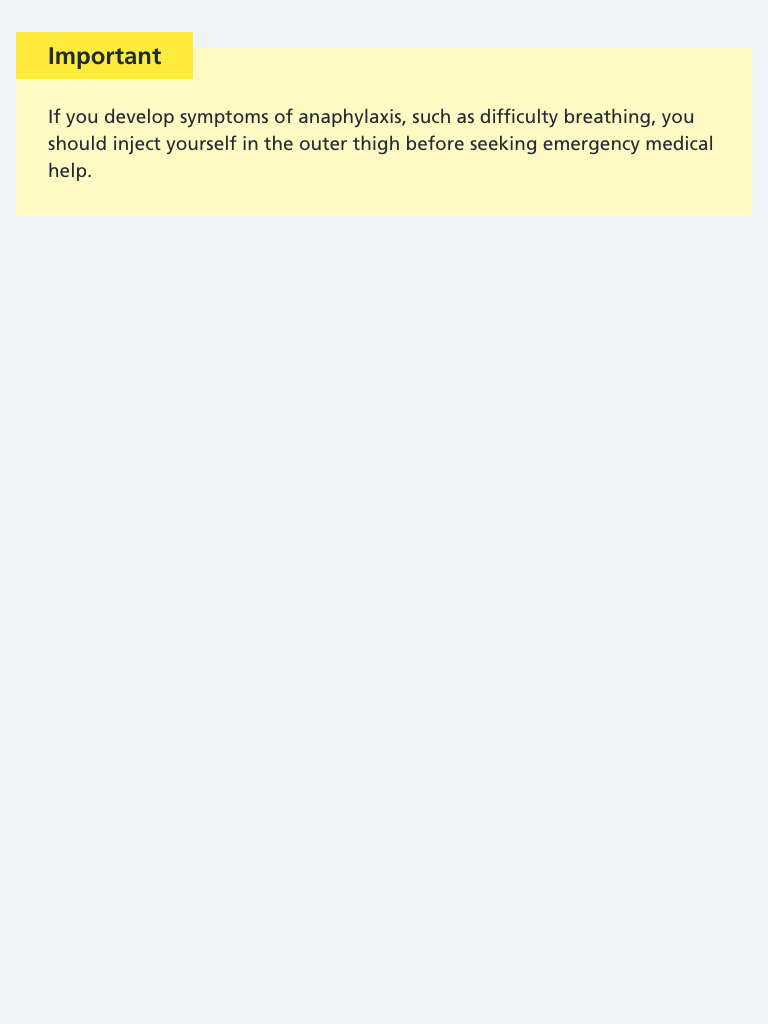 Important
If you develop symptoms of anaphylaxis, such as difficulty breathing, you
should inject yourself in the outer thigh before seeking emergency medical
help.